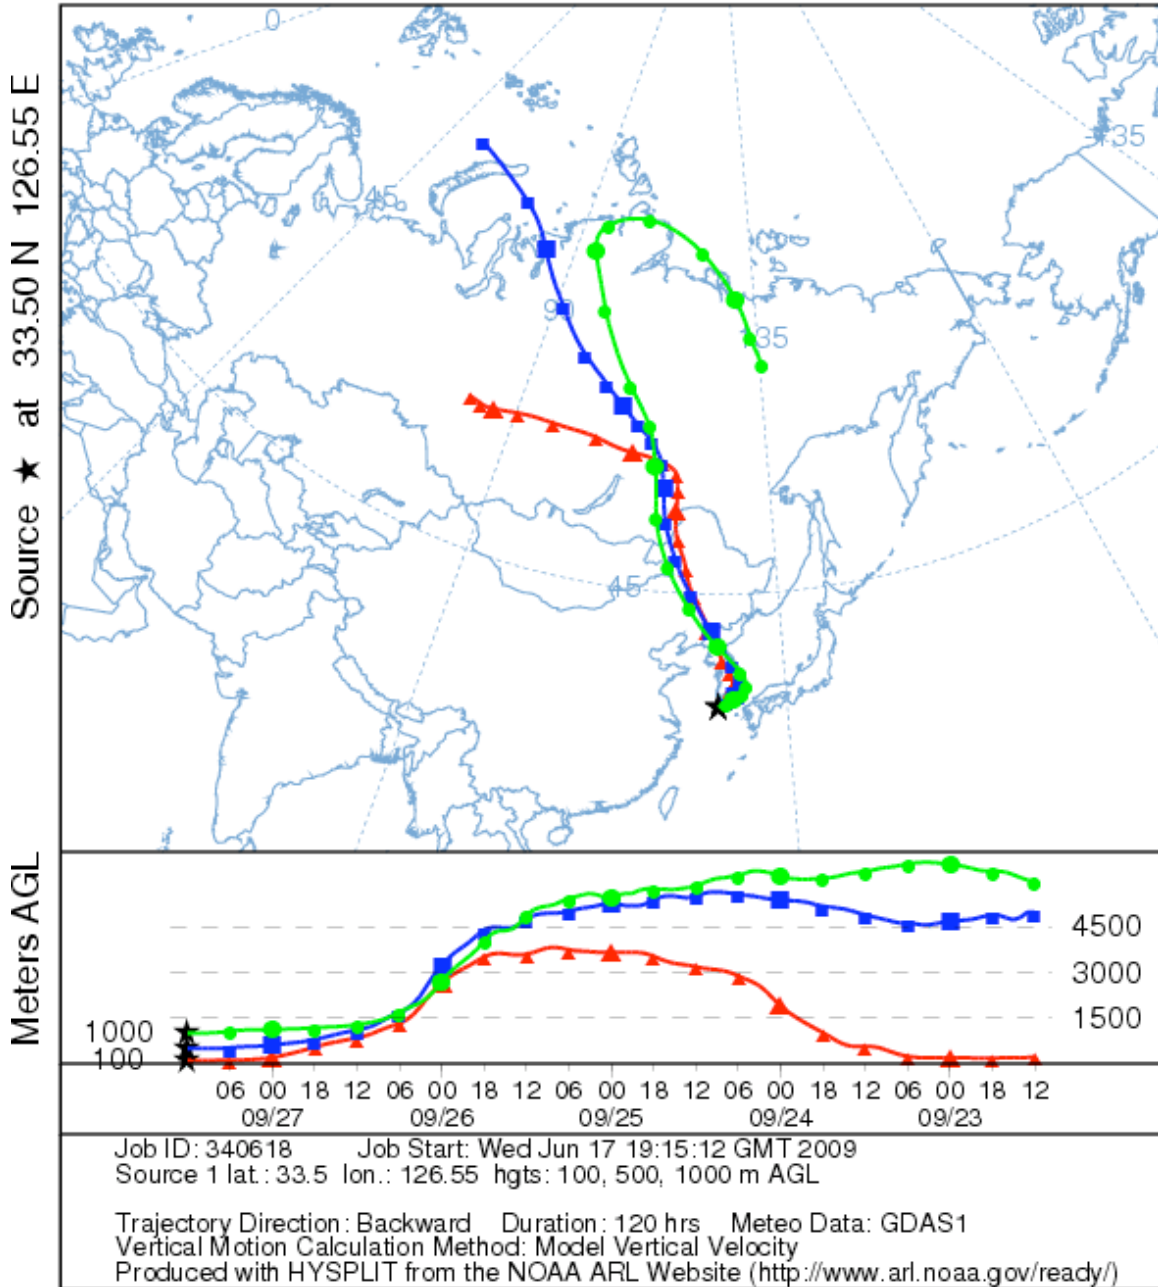 Source ★ at 33.50 N 126.55 E
0
-135
45
90
135
45
Meters AGL
4500
3000
1500
1000
100
06 00 18 12 06 00 18 12 06 00 18 12 06 00 18 12 06 00 18 12
09/27 09/26 09/25 09/24 09/23
Job ID: 340618 Job Start: Wed Jun 17 19:15:12 GMT 2009
Source 1 lat.: 33.5 lon.: 126.55 hgts: 100, 500, 1000 m AGL
Trajectory Direction: Backward Duration: 120 hrs Meteo Data: GDAS1
Vertical Motion Calculation Method: Model Vertical Velocity
Produced with HYSPLIT from the NOAA ARL Website (http://www.arl.noaa.gov/ready/)